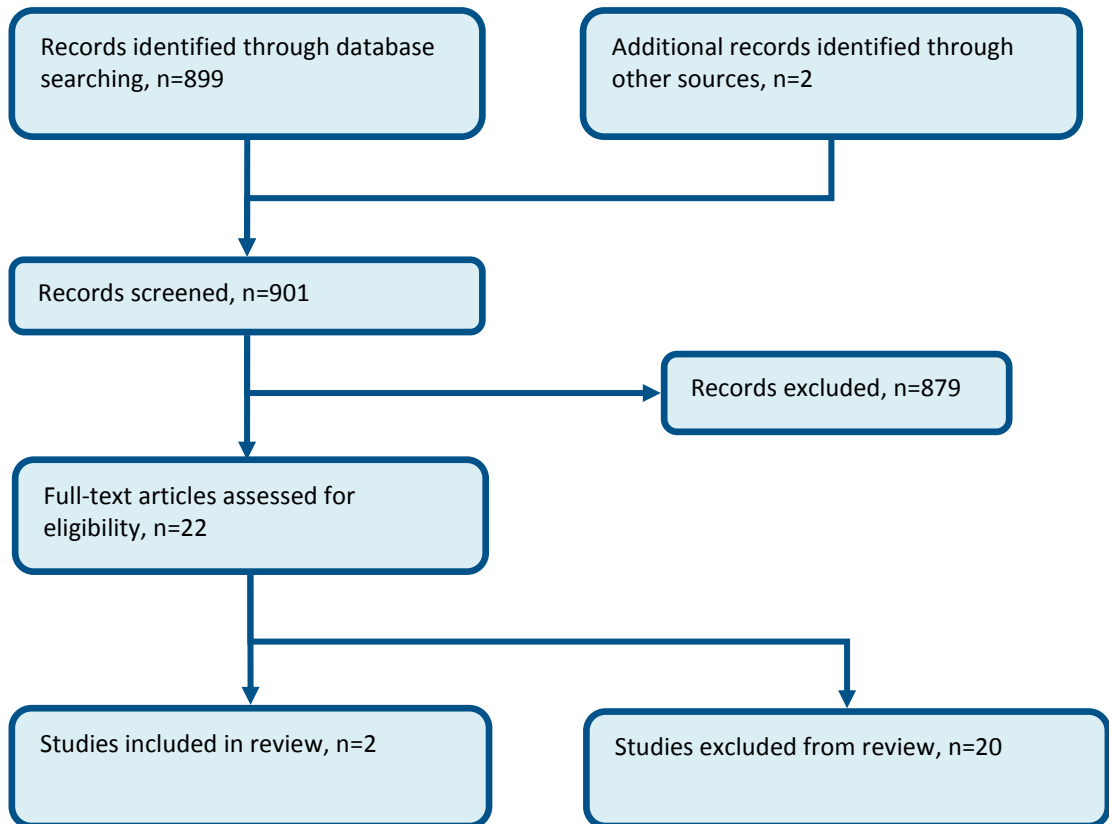 Records identified through database
searching, n=899
Additional records identified through
other sources, n=2
Records screened, n=901
Records excluded, n=879
Full-text articles assessed for
eligibility, n=22
Studies included in review, n=2
Studies excluded from review, n=20